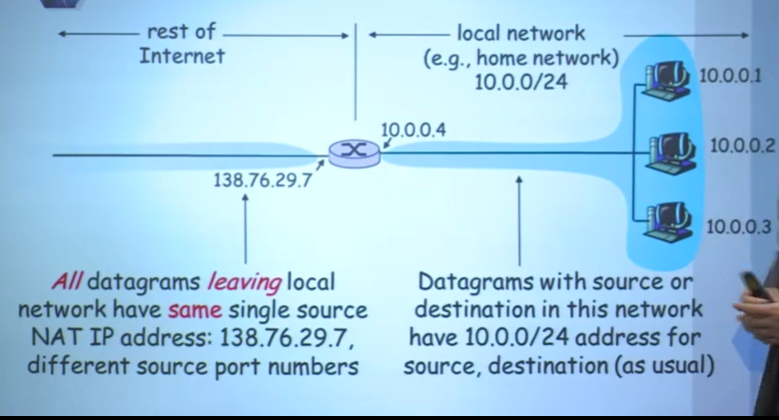 rest of
Internet
local network
(e.g., home network)
10.0.0/24
10.0.0.1
10.0.0.4
10.0.0.2
138.76.29.7
10.0.0.3
All datagrams leaving local
network have same single source
NAT IP address: 138.76.29.7,
different source port numbers
Datagrams with source or
destination in this network
have 10.0.0/24 address for
source, destination (as usual)